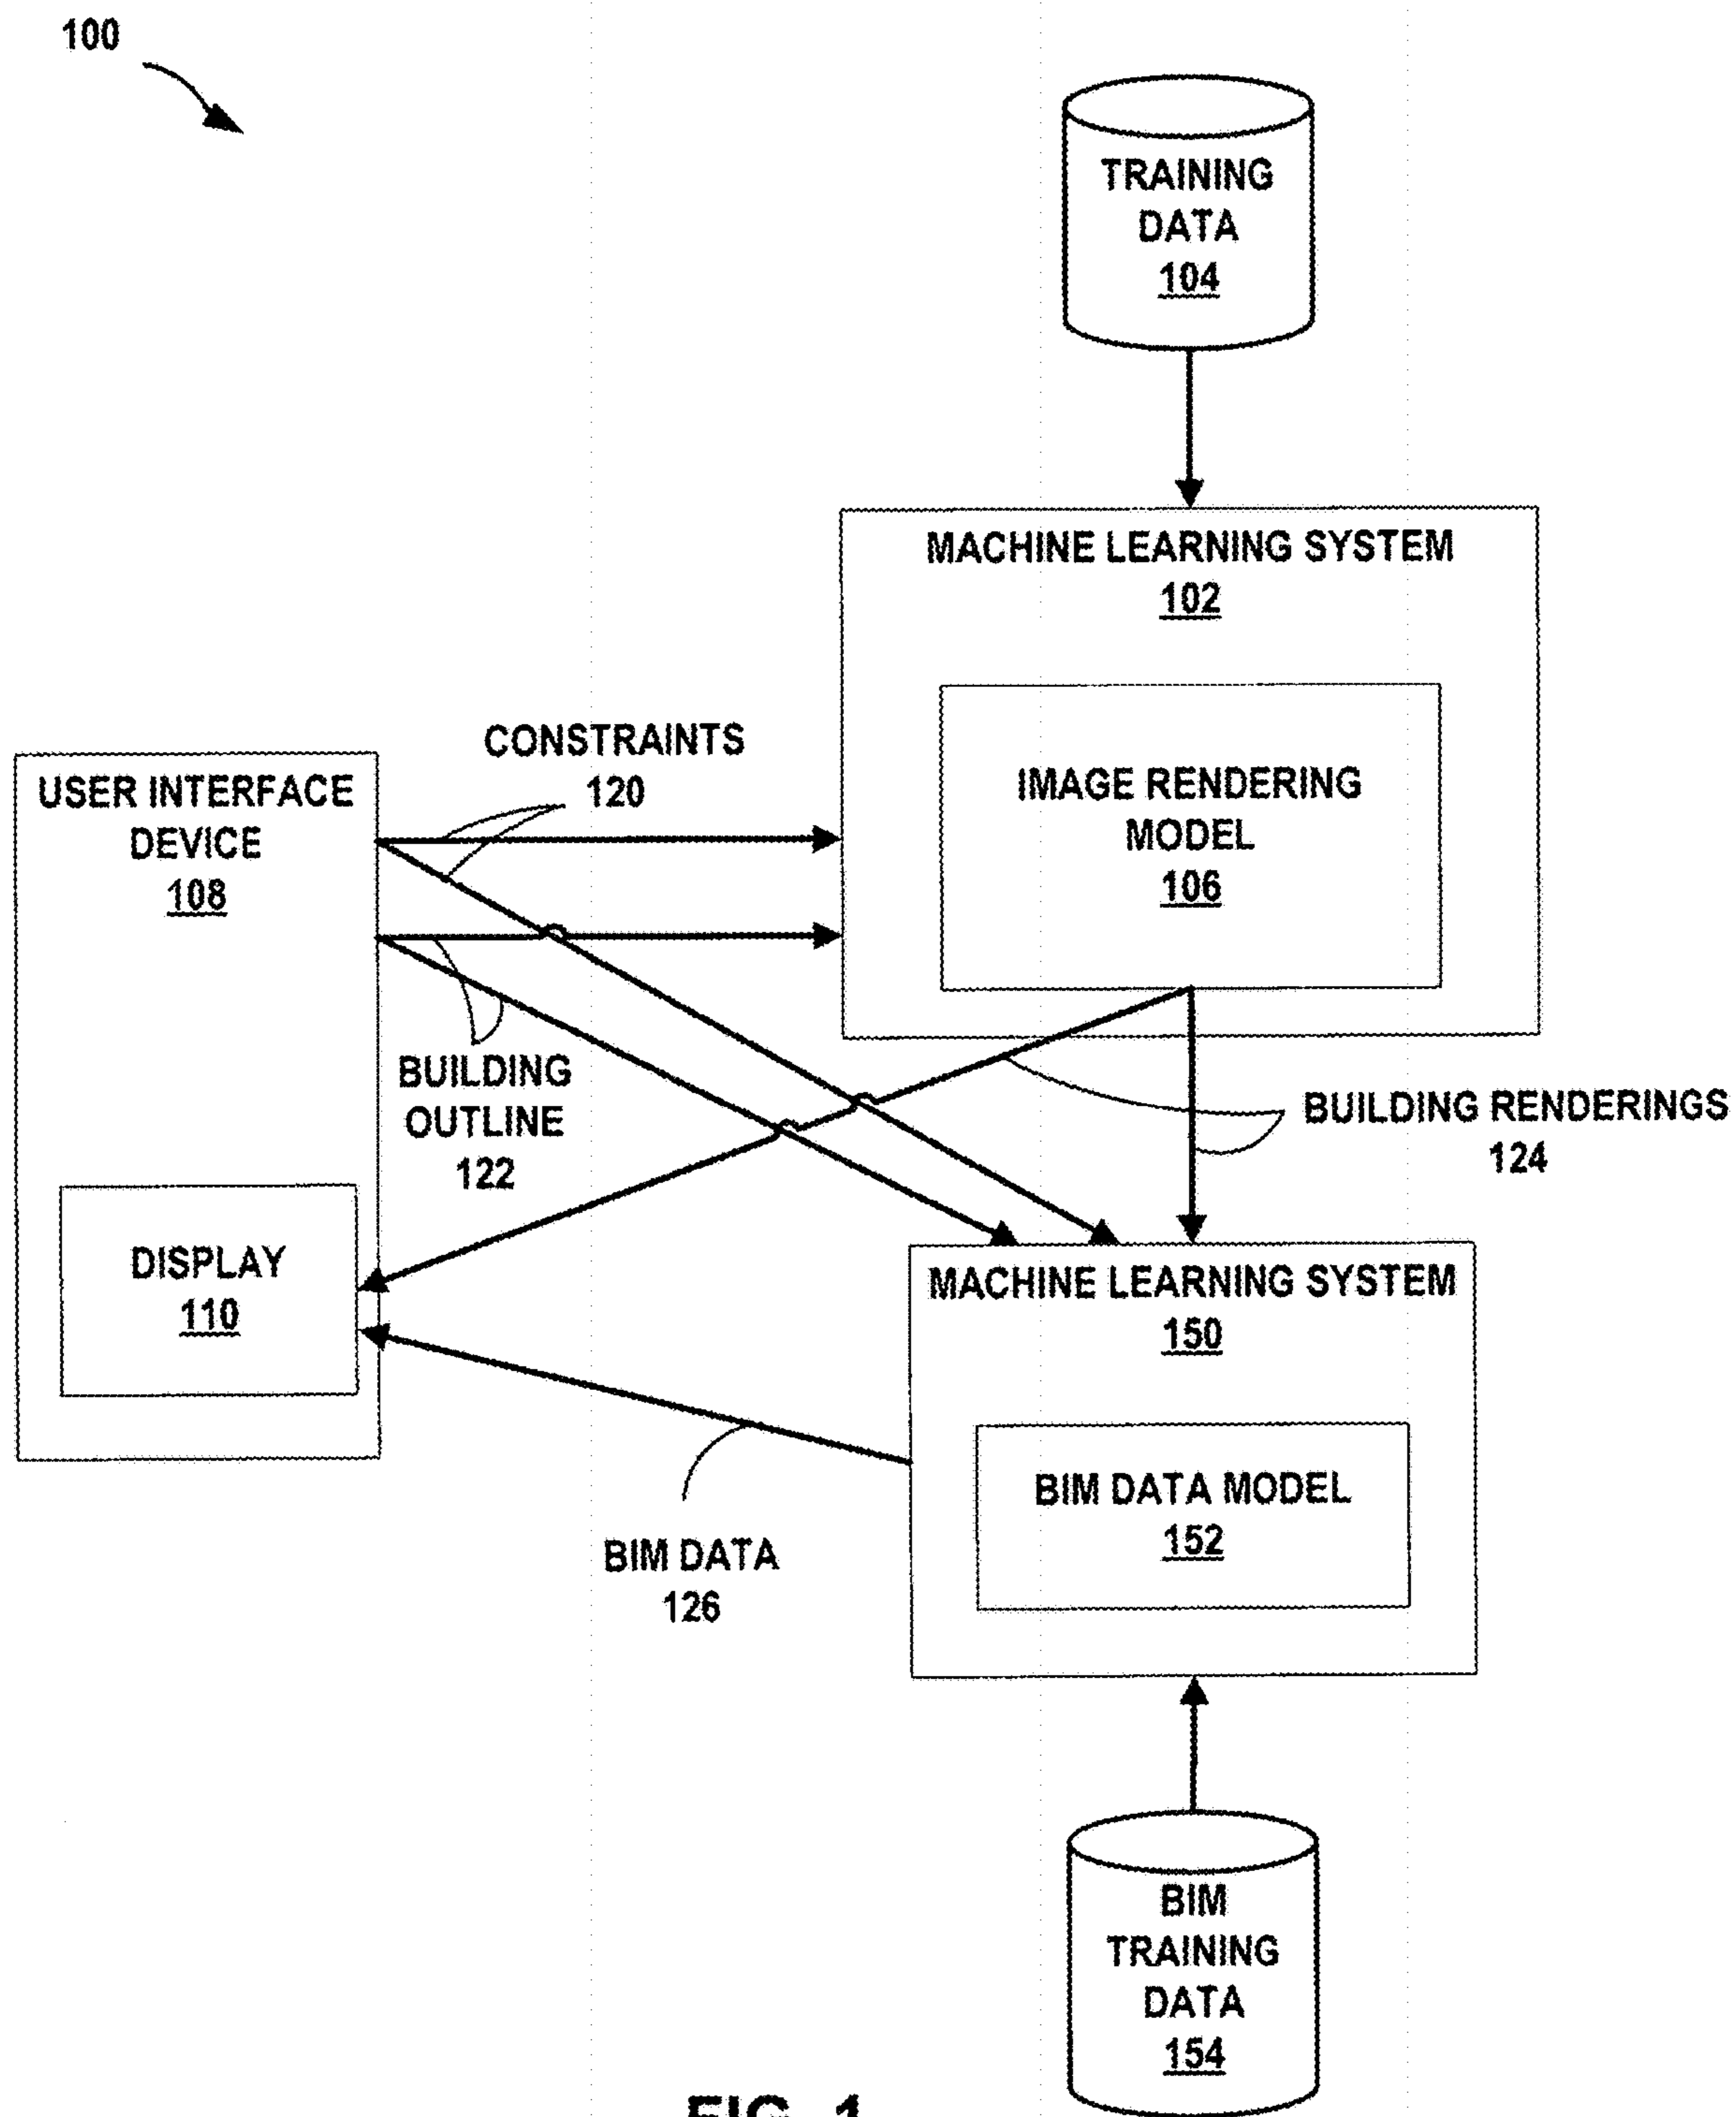 100
TRAINING
DATA
104
MACHINE LEARNING SYSTEM
102
IMAGE RENDERING
MODEL
106
CONSTRAINTS
120
USER INTERFACE
DEVICE
108
BUILDING
OUTLINE
122
BUILDING RENDERINGS
124
DISPLAY
110
MACHINE LEARNING SYSTEM
150
BIM DATA MODEL
152
BIM DATA
126
BIM
TRAINING
DATA
154
FIG. 1